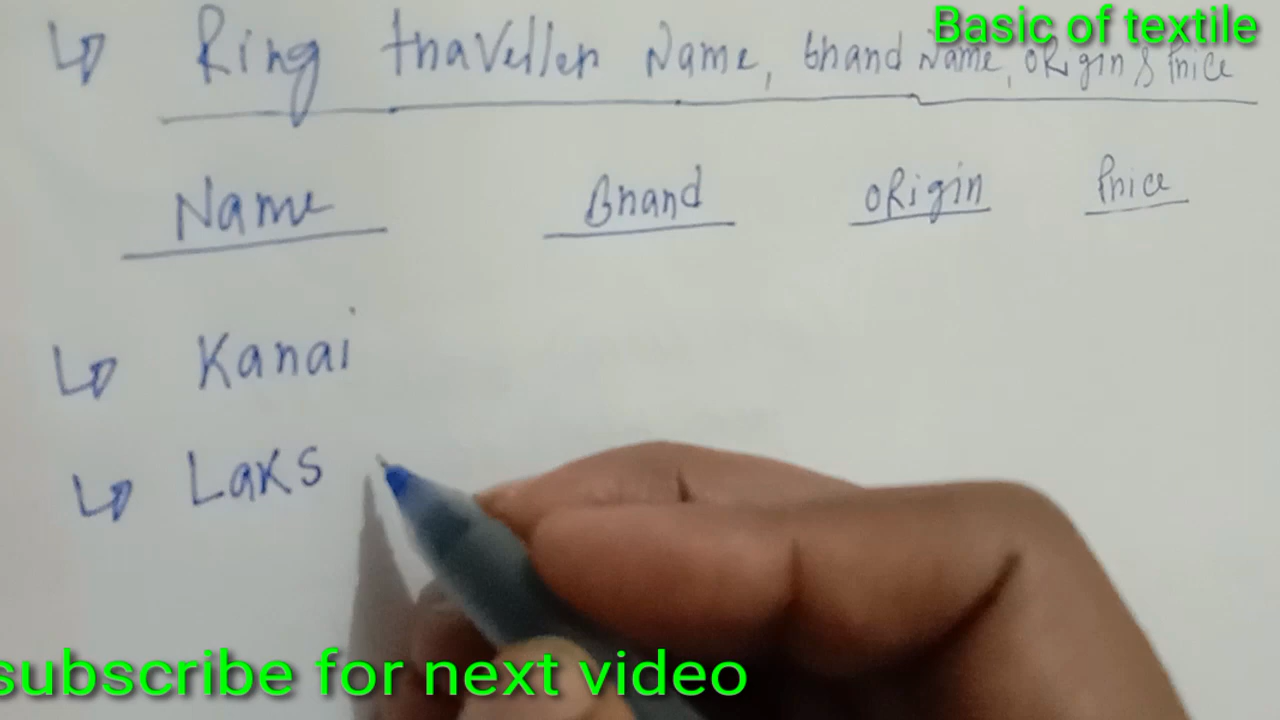 Basic of textile
↳ Ring traveller Name, brand Name, origin & Price
Name Brand origin Price
↳ Kanai
↳ Laks
subscribe for next video